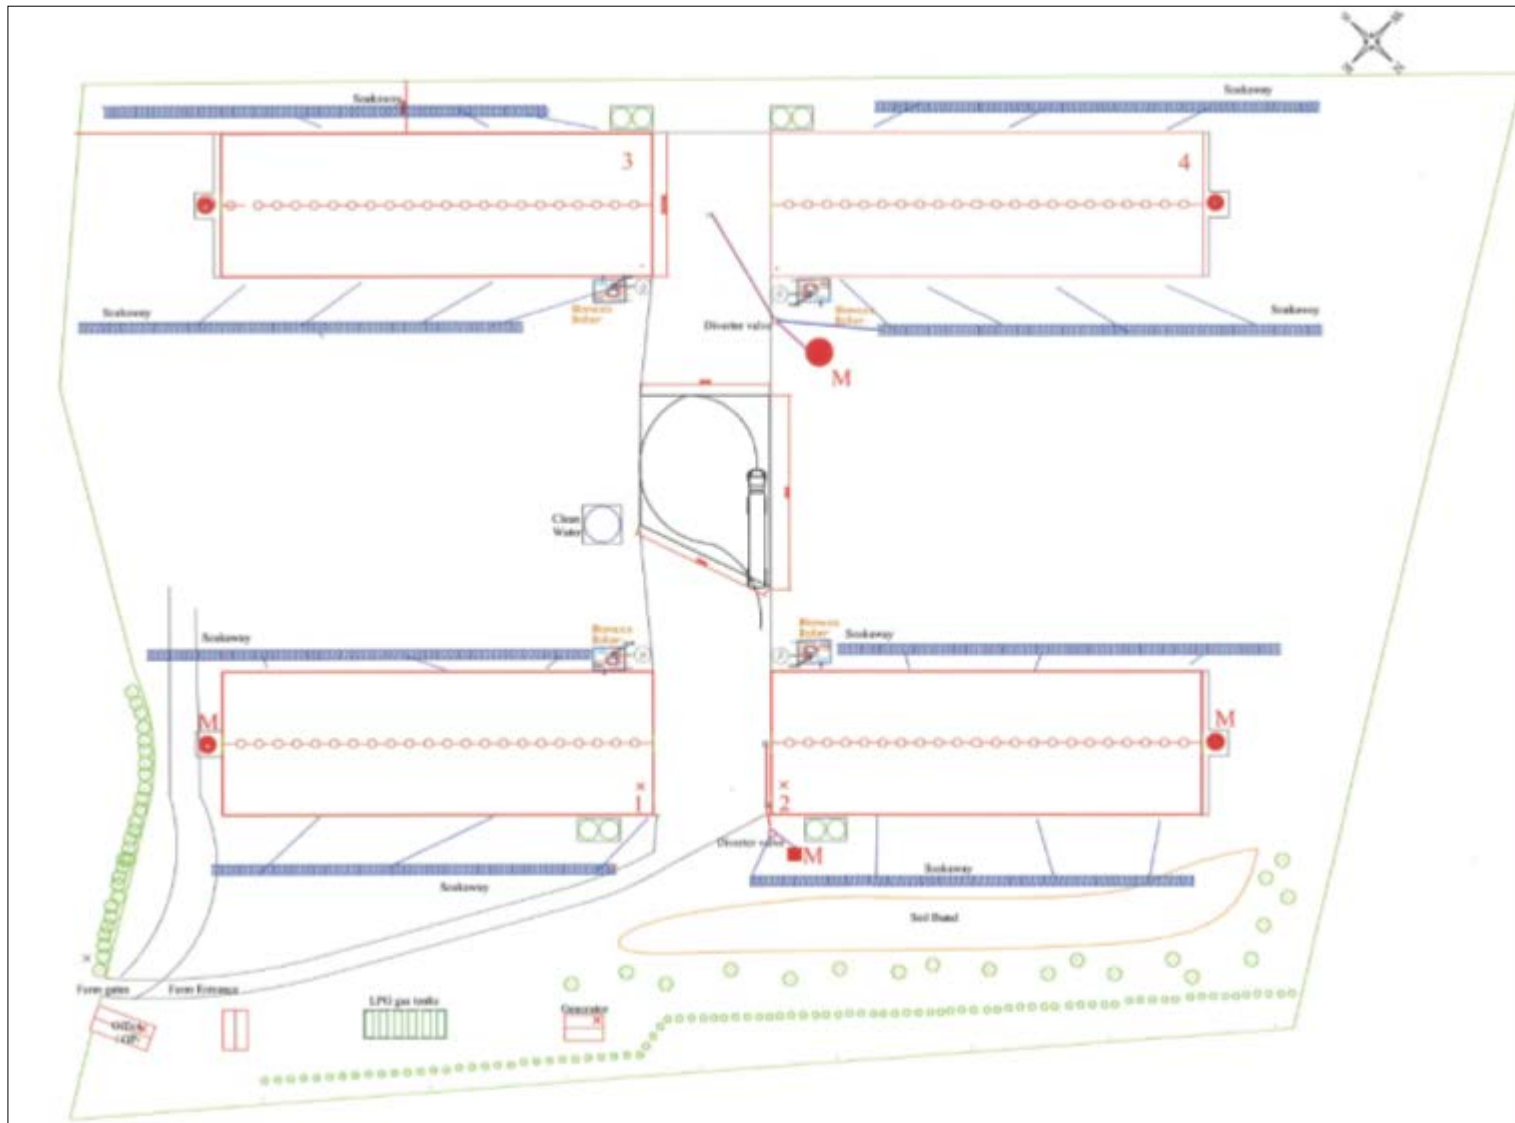 Soakaway
Soakaway
3
4
Soakaway
Soakaway
Biomass
Boiler
Biomass
Boiler
Diverter valve
M
Clean
Water
Biomass
Boiler
Biomass
Boiler
Soakaway
Soakaway
M
M
1
2
Diverter valve
M
Soakaway
Soakaway
Soil Bund
Farm gates
Farm Entrance
LPG gas tanks
Generator
Office
N